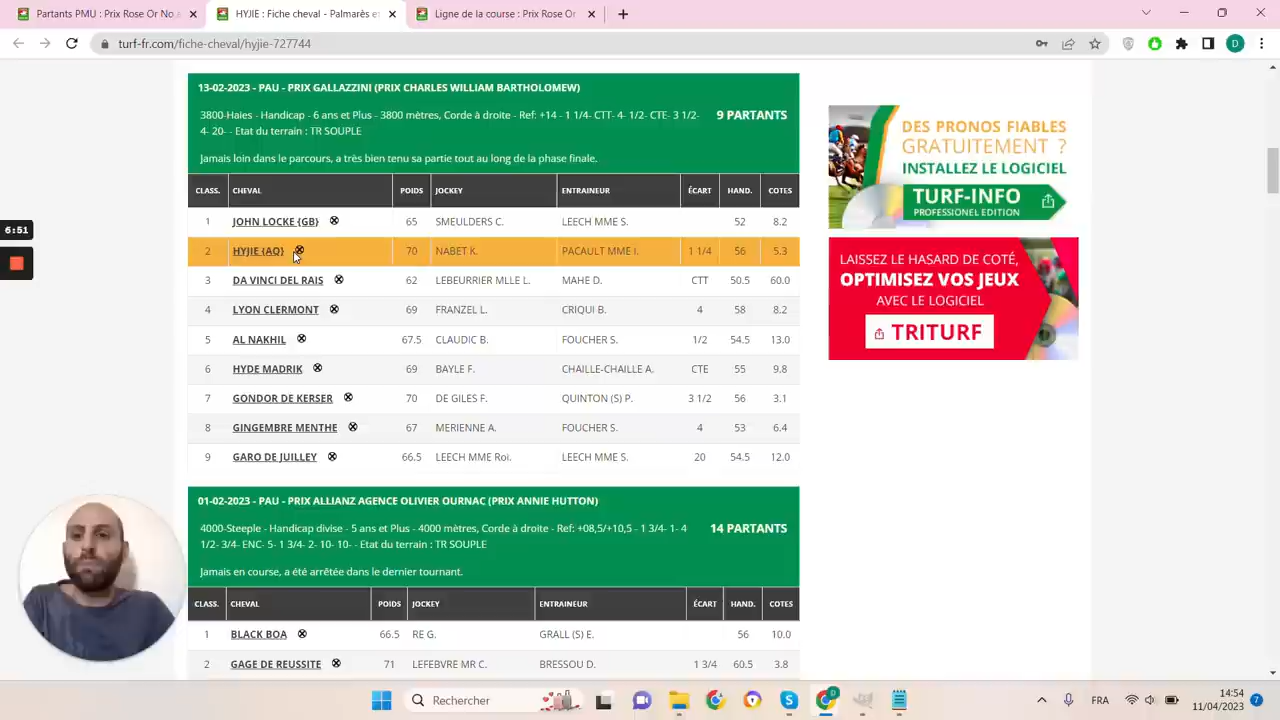 Partants PMU : Prix Once In A
HYJIE (AQ) - Palmarès et
Lignée de course : Prix Rose Or
turf-fr.com/fiche-cheval/hyjie-727744
D
13-02-2023 - PAU - PRIX GALLAZZINI (PRIX CHARLES WILLIAM BARTHOLOMEW)
3800-Haies - Handicap - 6 ans et Plus - 3800 mètres, Corde à droite - Ref: +14 - 1 1/4- CTT- 4- 1/2- CTE- 3 1/2- 9 PARTANTS
4- 20- - Etat du terrain : TR SOUPLE
Jamais loin dans le parcours, a très bien tenu sa partie tout au long de la phase finale.
CLASS. CHEVAL POIDS JOCKEY ENTRAINEUR ÉCART HAND. COTES
1 JOHN LOCKE (GB) 65 SMEULDERS C. LEECH MME S. 52 8.2
2 HYJIE (AQ) 70 NABET K. PACAULT MME I. 1 1/4 56 5.3
3 DA VINCI DEL RAIS 62 LEBEURRIER MLLE L. MAHE D. CTT 50.5 60.0
4 LYON CLERMONT 69 FRANZEL L. CRIQUI B. 4 58 8.2
5 AL NAKHIL 67.5 CLAUDIC B. FOUCHER S. 1/2 54.5 13.0
6 HYDE MADRIK 69 BAYLE F. CHAILLE-CHAILLE A. CTE 55 9.8
7 GONDOR DE KERSER 70 DE GILES F. QUINTON (S) P. 3 1/2 56 3.1
8 GINGEMBRE MENTHE 67 MERIENNE A. FOUCHER S. 4 53 6.4
9 GARO DE JUILLEY 66.5 LEECH MME Roi. LEECH MME S. 20 54.5 12.0
01-02-2023 - PAU - PRIX ALLIANZ AGENCE OLIVIER OURNAC (PRIX ANNIE HUTTON)
4000-Steeple - Handicap divise - 5 ans et Plus - 4000 mètres, Corde à droite - Ref: +08,5/+10,5 - 1 3/4- 1- 4 14 PARTANTS
1/2- 3/4- ENC- 5- 1 3/4- 2- 10- 10- - Etat du terrain : TR SOUPLE
Jamais en course, a été arrêtée dans le dernier tournant.
CLASS. CHEVAL POIDS JOCKEY ENTRAINEUR ÉCART HAND. COTES
1 BLACK BOA 66.5 RE G. GRALL (S) E. 56 10.0
2 GAGE DE REUSSITE 71 LEFEBVRE MR C. BRESSOU D. 1 3/4 60.5 3.8
DES PRONOS FIABLES
GRATUITEMENT ?
INSTALLEZ LE LOGICIEL
TURF-INFO
PROFESSIONEL EDITION
LAISSEZ LE HASARD DE COTÉ,
OPTIMISEZ VOS JEUX
AVEC LE LOGICIEL
TRITURF
6:51
Rechercher
FRA
14:54
11/04/2023
7